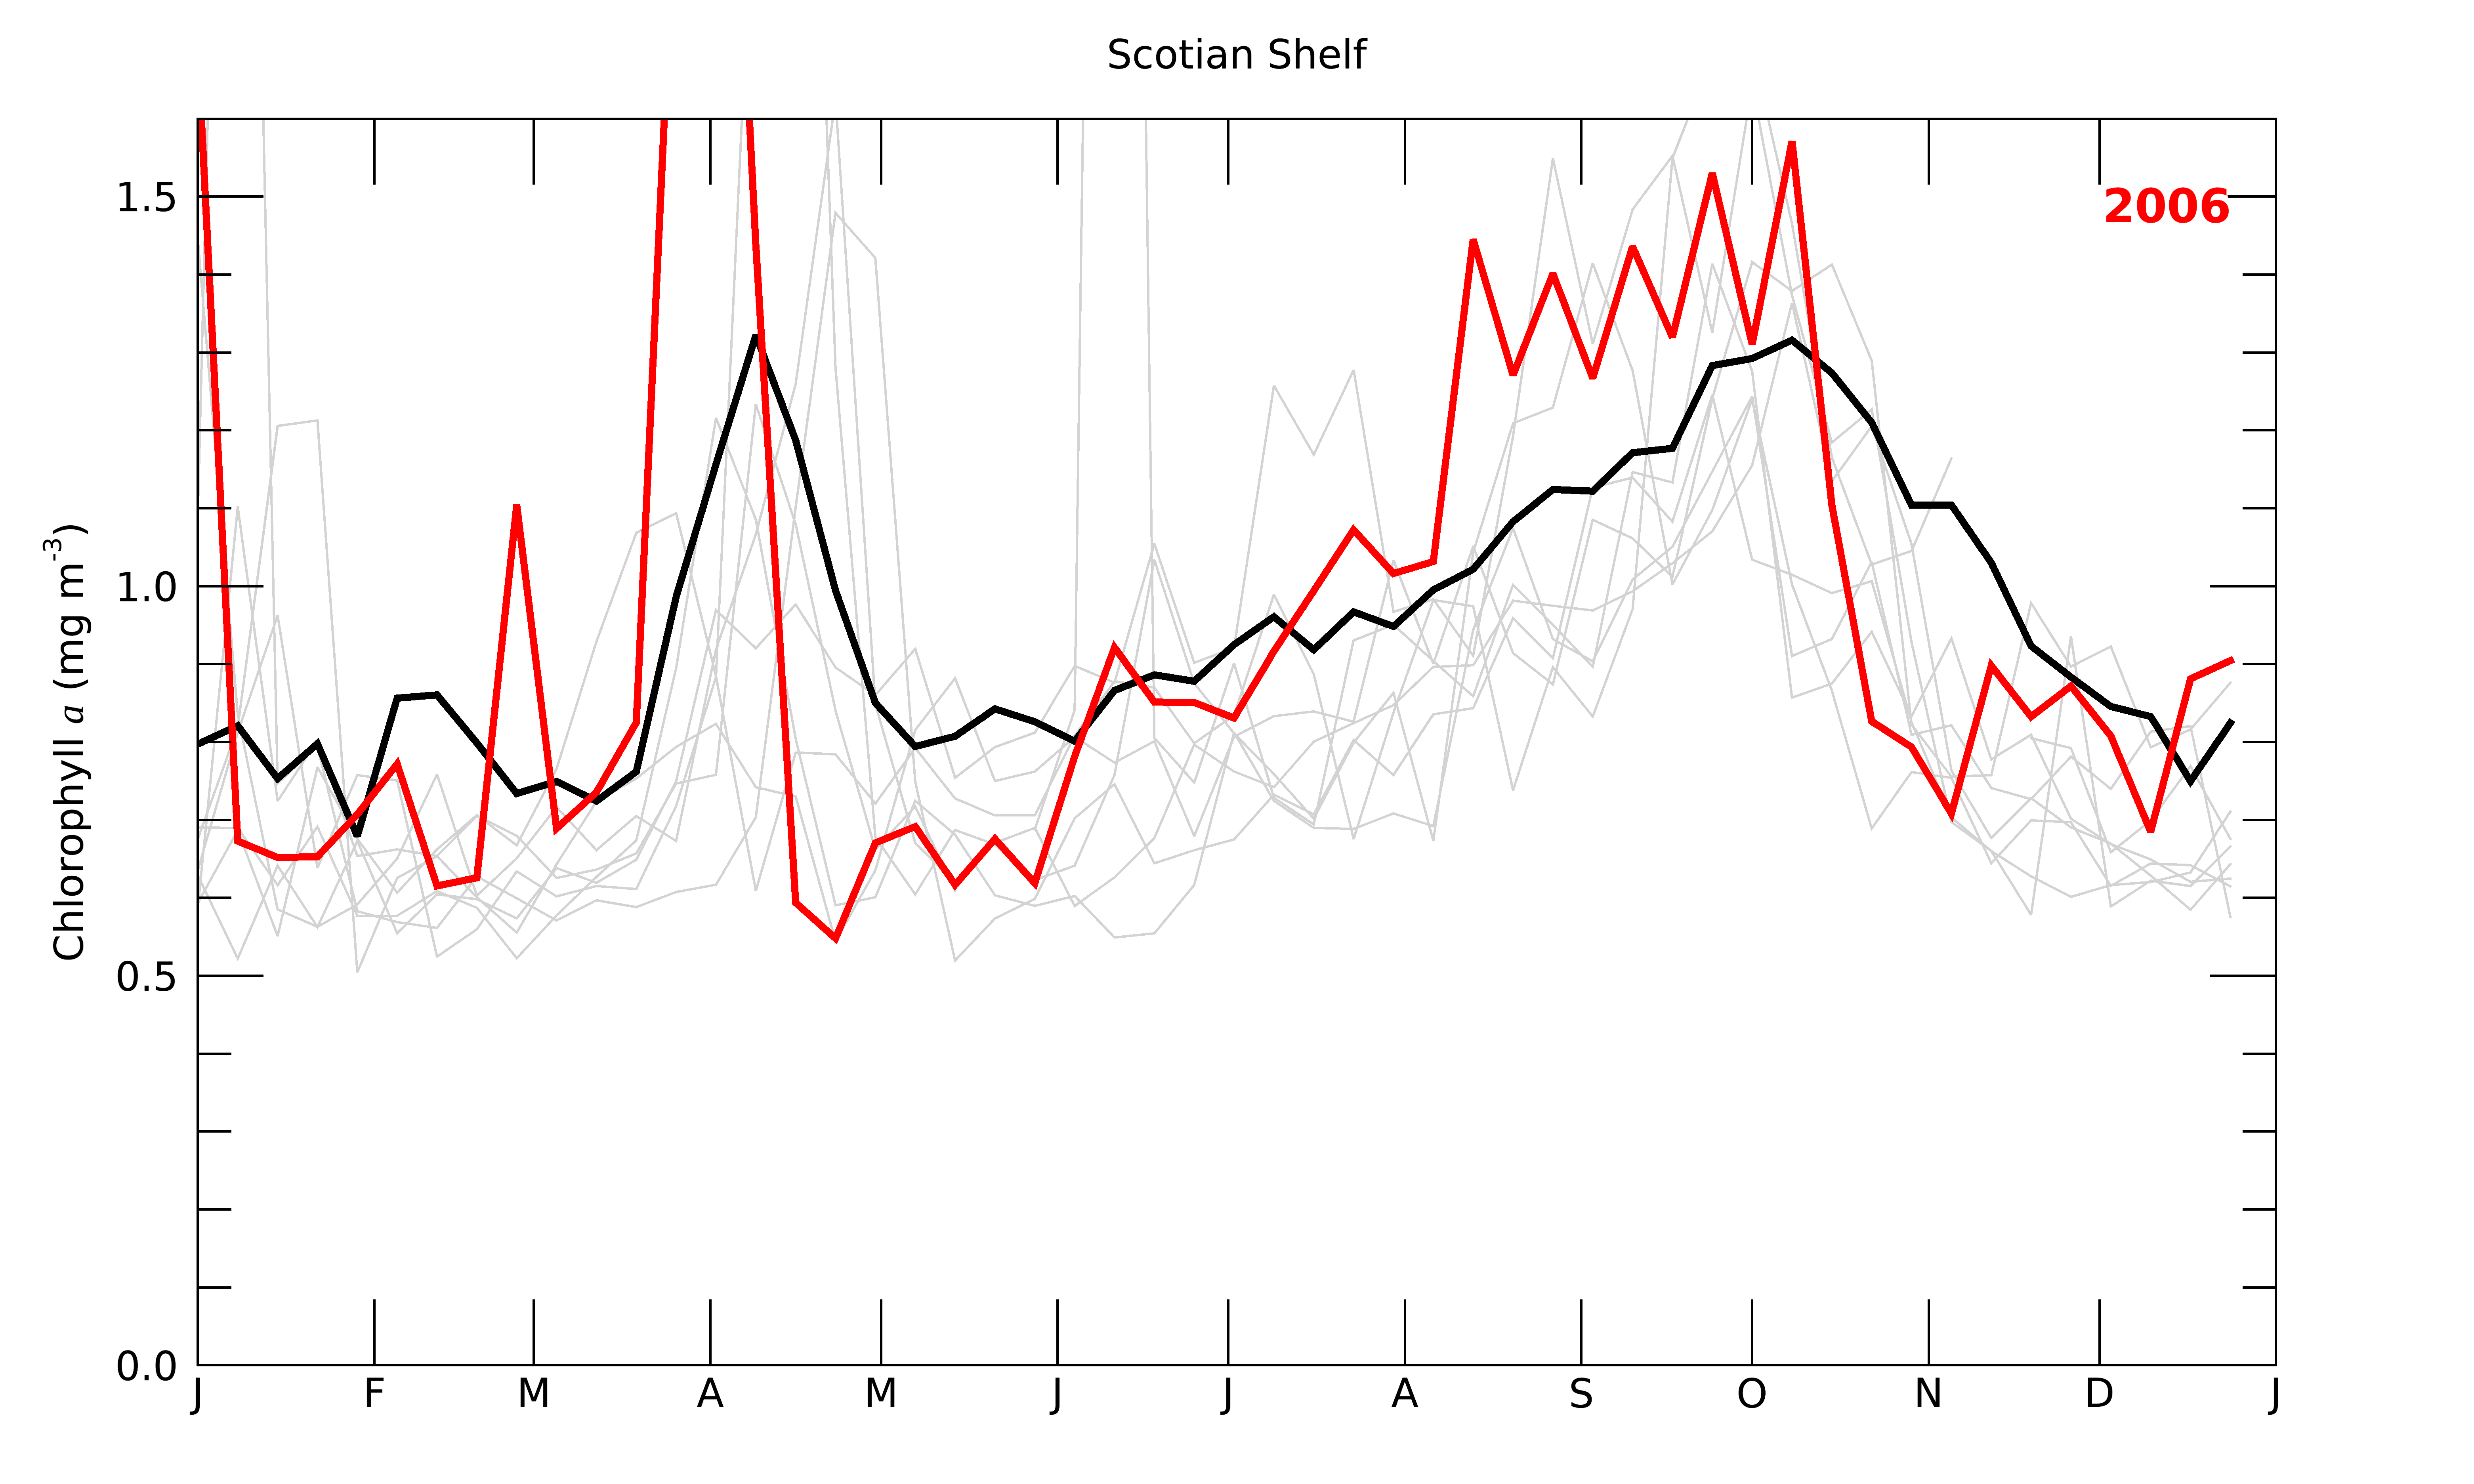 Scotian Shelf
2006
Chlorophyll a (mg m⁻³)
1.5
1.0
0.5
0.0
J F M A M J J A S O N D J